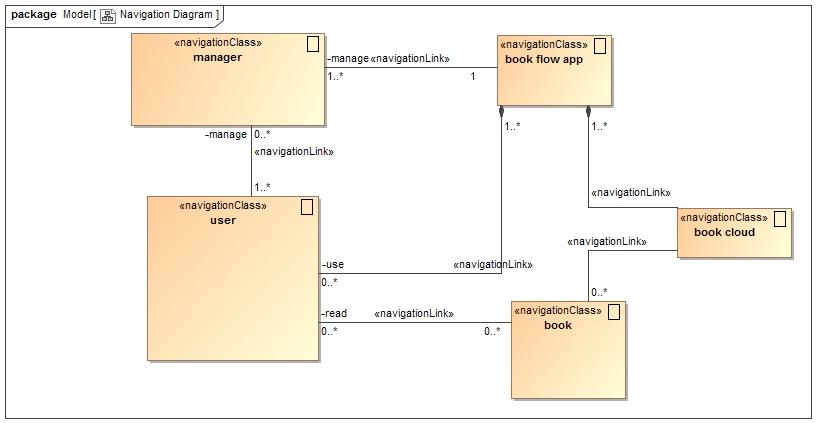 package Model [ Navigation Diagram ]
«navigationClass»
manager
-manage «navigationLink»
1..*
1
«navigationClass»
book flow app
-manage 0..*
«navigationLink»
1..*
1..*
1..*
«navigationClass»
user
«navigationLink»
«navigationClass»
book cloud
-use
0..*
«navigationLink»
«navigationLink»
0..*
-read
0..*
«navigationLink»
0..*
«navigationClass»
book